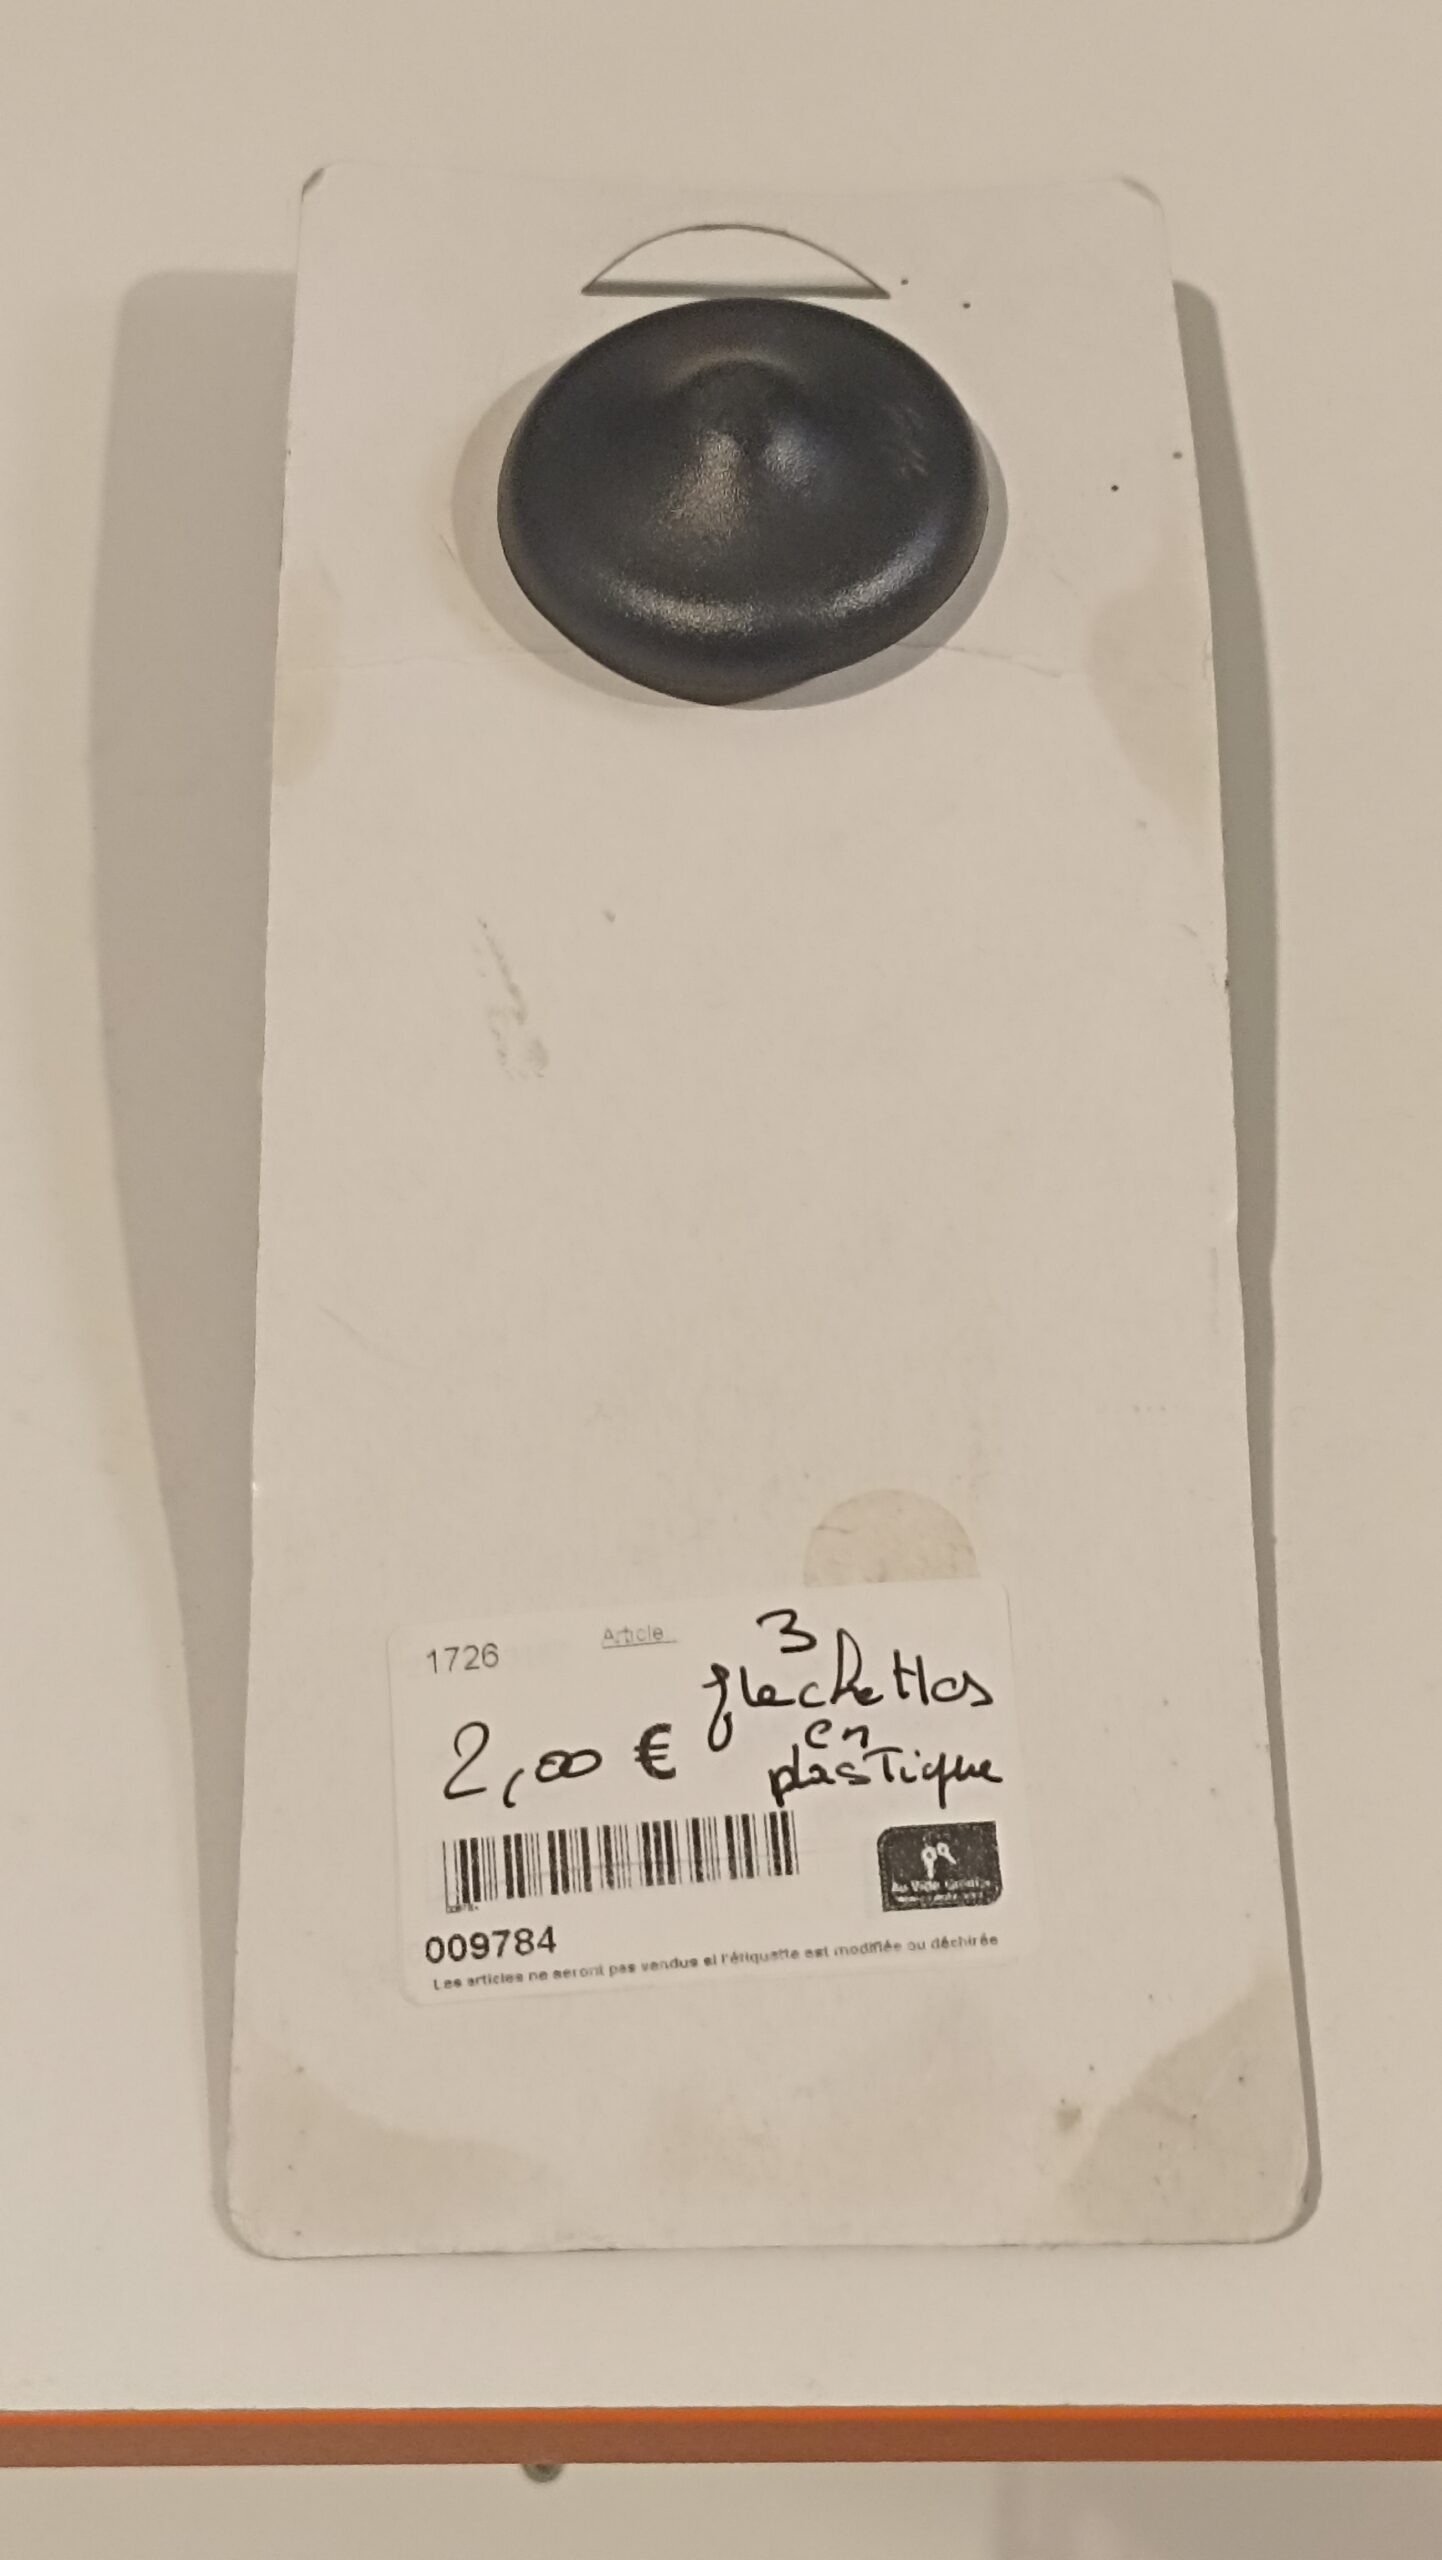 1726
Article
3
flechettes
en
plastique
2,00 €
009784
Les articles ne seront pas vendus si l'étiquette est modifiée ou déchirée